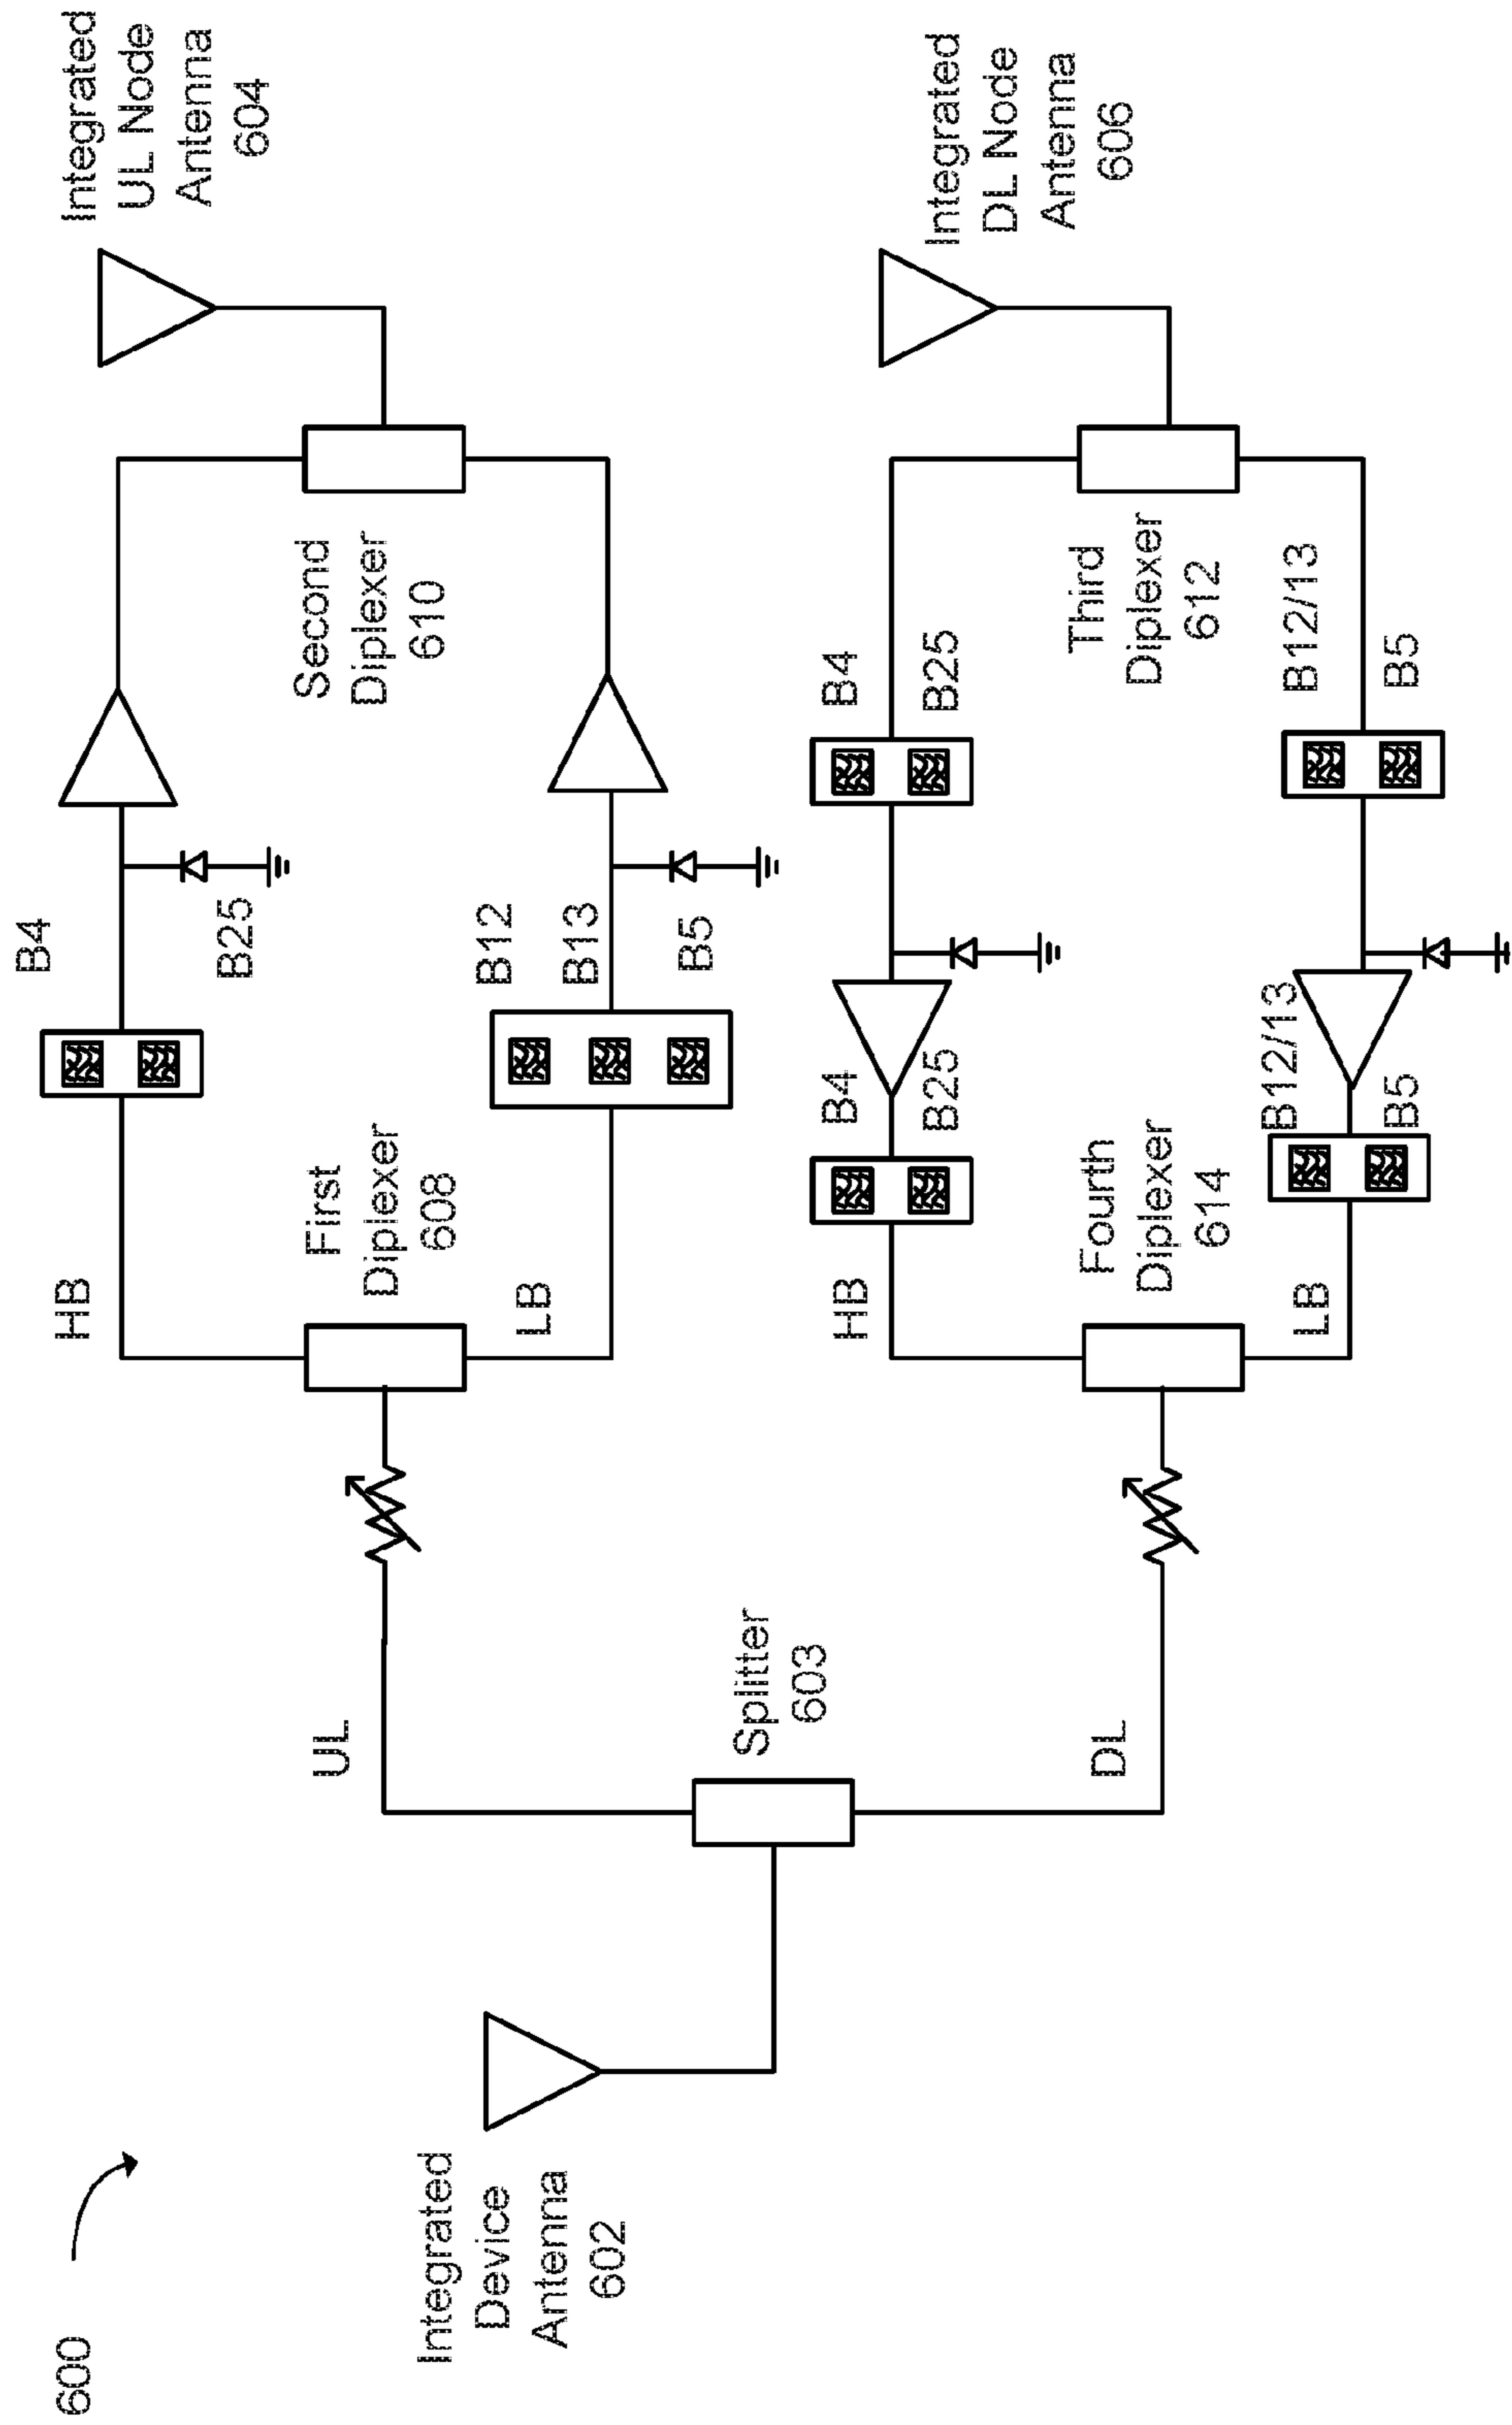 600
Integrated
Device
Antenna
602
Splitter
603
UL
DL
HB
First
Diplexer
608
LB
B4
B25
B12
B13
B5
Second
Diplexer
610
Integrated
UL Node
Antenna
604
HB
Fourth
Diplexer
614
LB
B4
B25
B12/13
B5
B4
B25
Third
Diplexer
612
B12/13
B5
Integrated
DL Node
Antenna
606